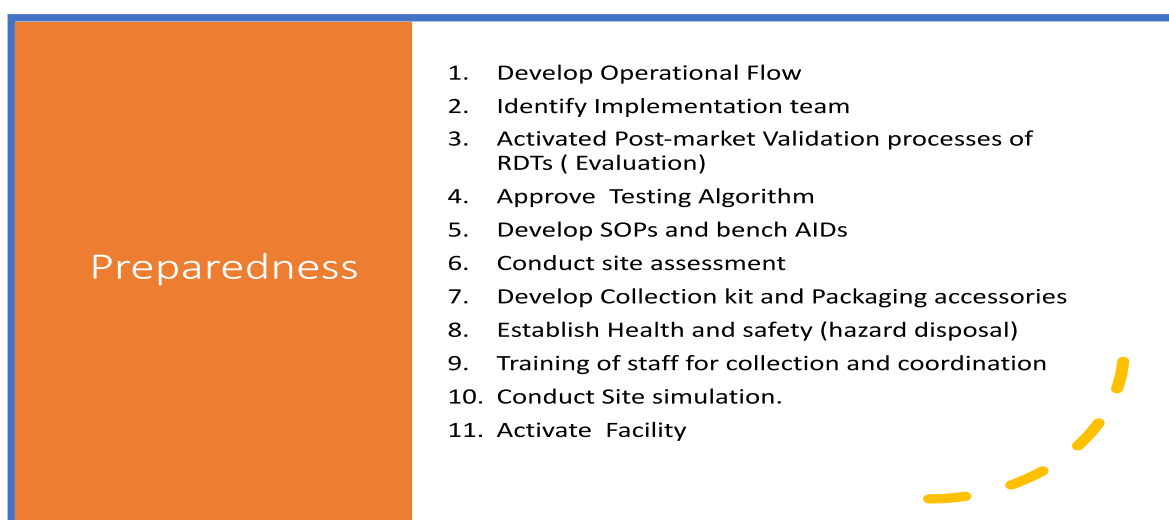 Preparedness
1. Develop Operational Flow
2. Identify Implementation team
3. Activated Post-market Validation processes of
RDTs ( Evaluation)
4. Approve  Testing Algorithm
5. Develop SOPs and bench AIDs
6. Conduct site assessment
7. Develop Collection kit and Packaging accessories
8. Establish Health and safety (hazard disposal)
9. Training of staff for collection and coordination
10. Conduct Site simulation.
11. Activate  Facility